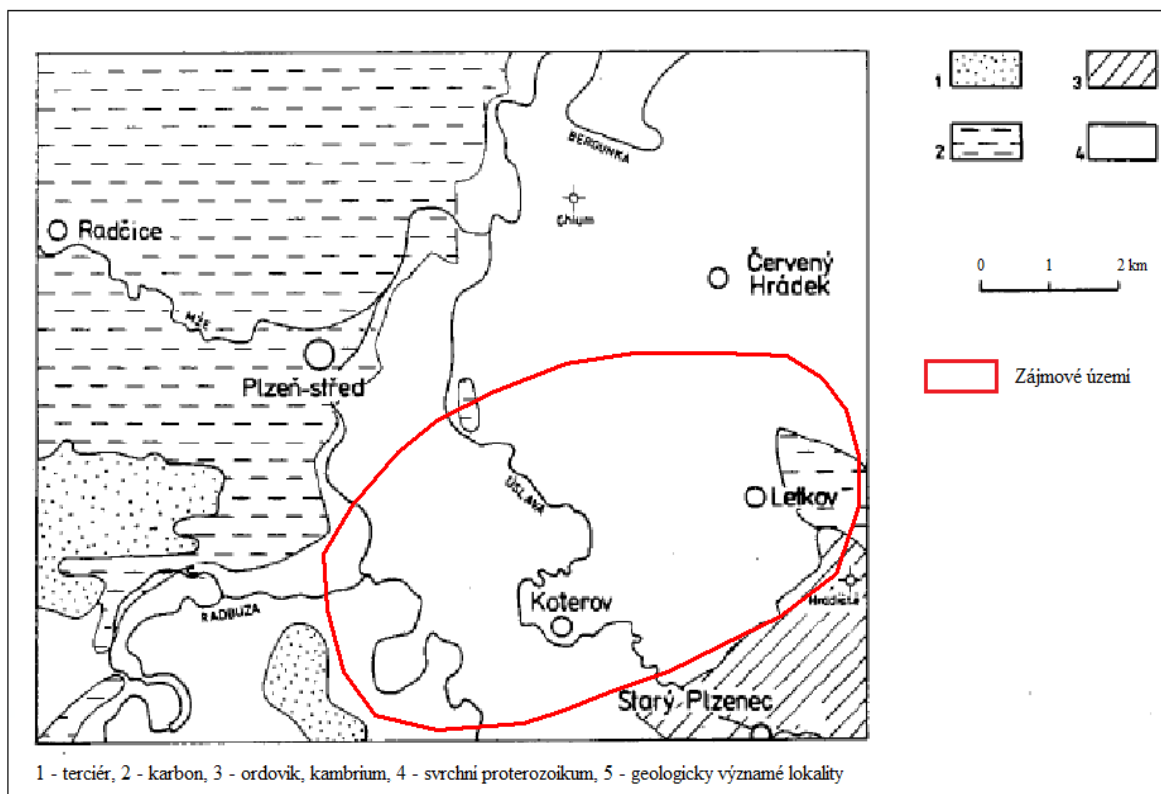 1
3
2
4
BEROUNKA
Chlum
Radčice
Červený
Hrádek
0 1 2 km
MŽE
Plzeň-střed
Zájmové území
ÚSLAVA
Letkov
Hradiště
RADBUZA
Koterov
Starý Plzenec
1 - terciér, 2 - karbon, 3 - ordovik, kambrium, 4 - svrchní proterozoikum, 5 - geologicky významé lokality